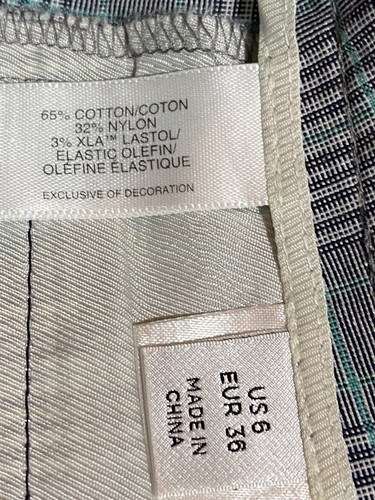 65% COTTON/COTON
32% NYLON
3% XLA™ LASTOL/
ELASTIC OLEFIN/
OLÉFINE ÉLASTIQUE
EXCLUSIVE OF DECORATION
US 6
EUR 36
MADE IN
CHINA